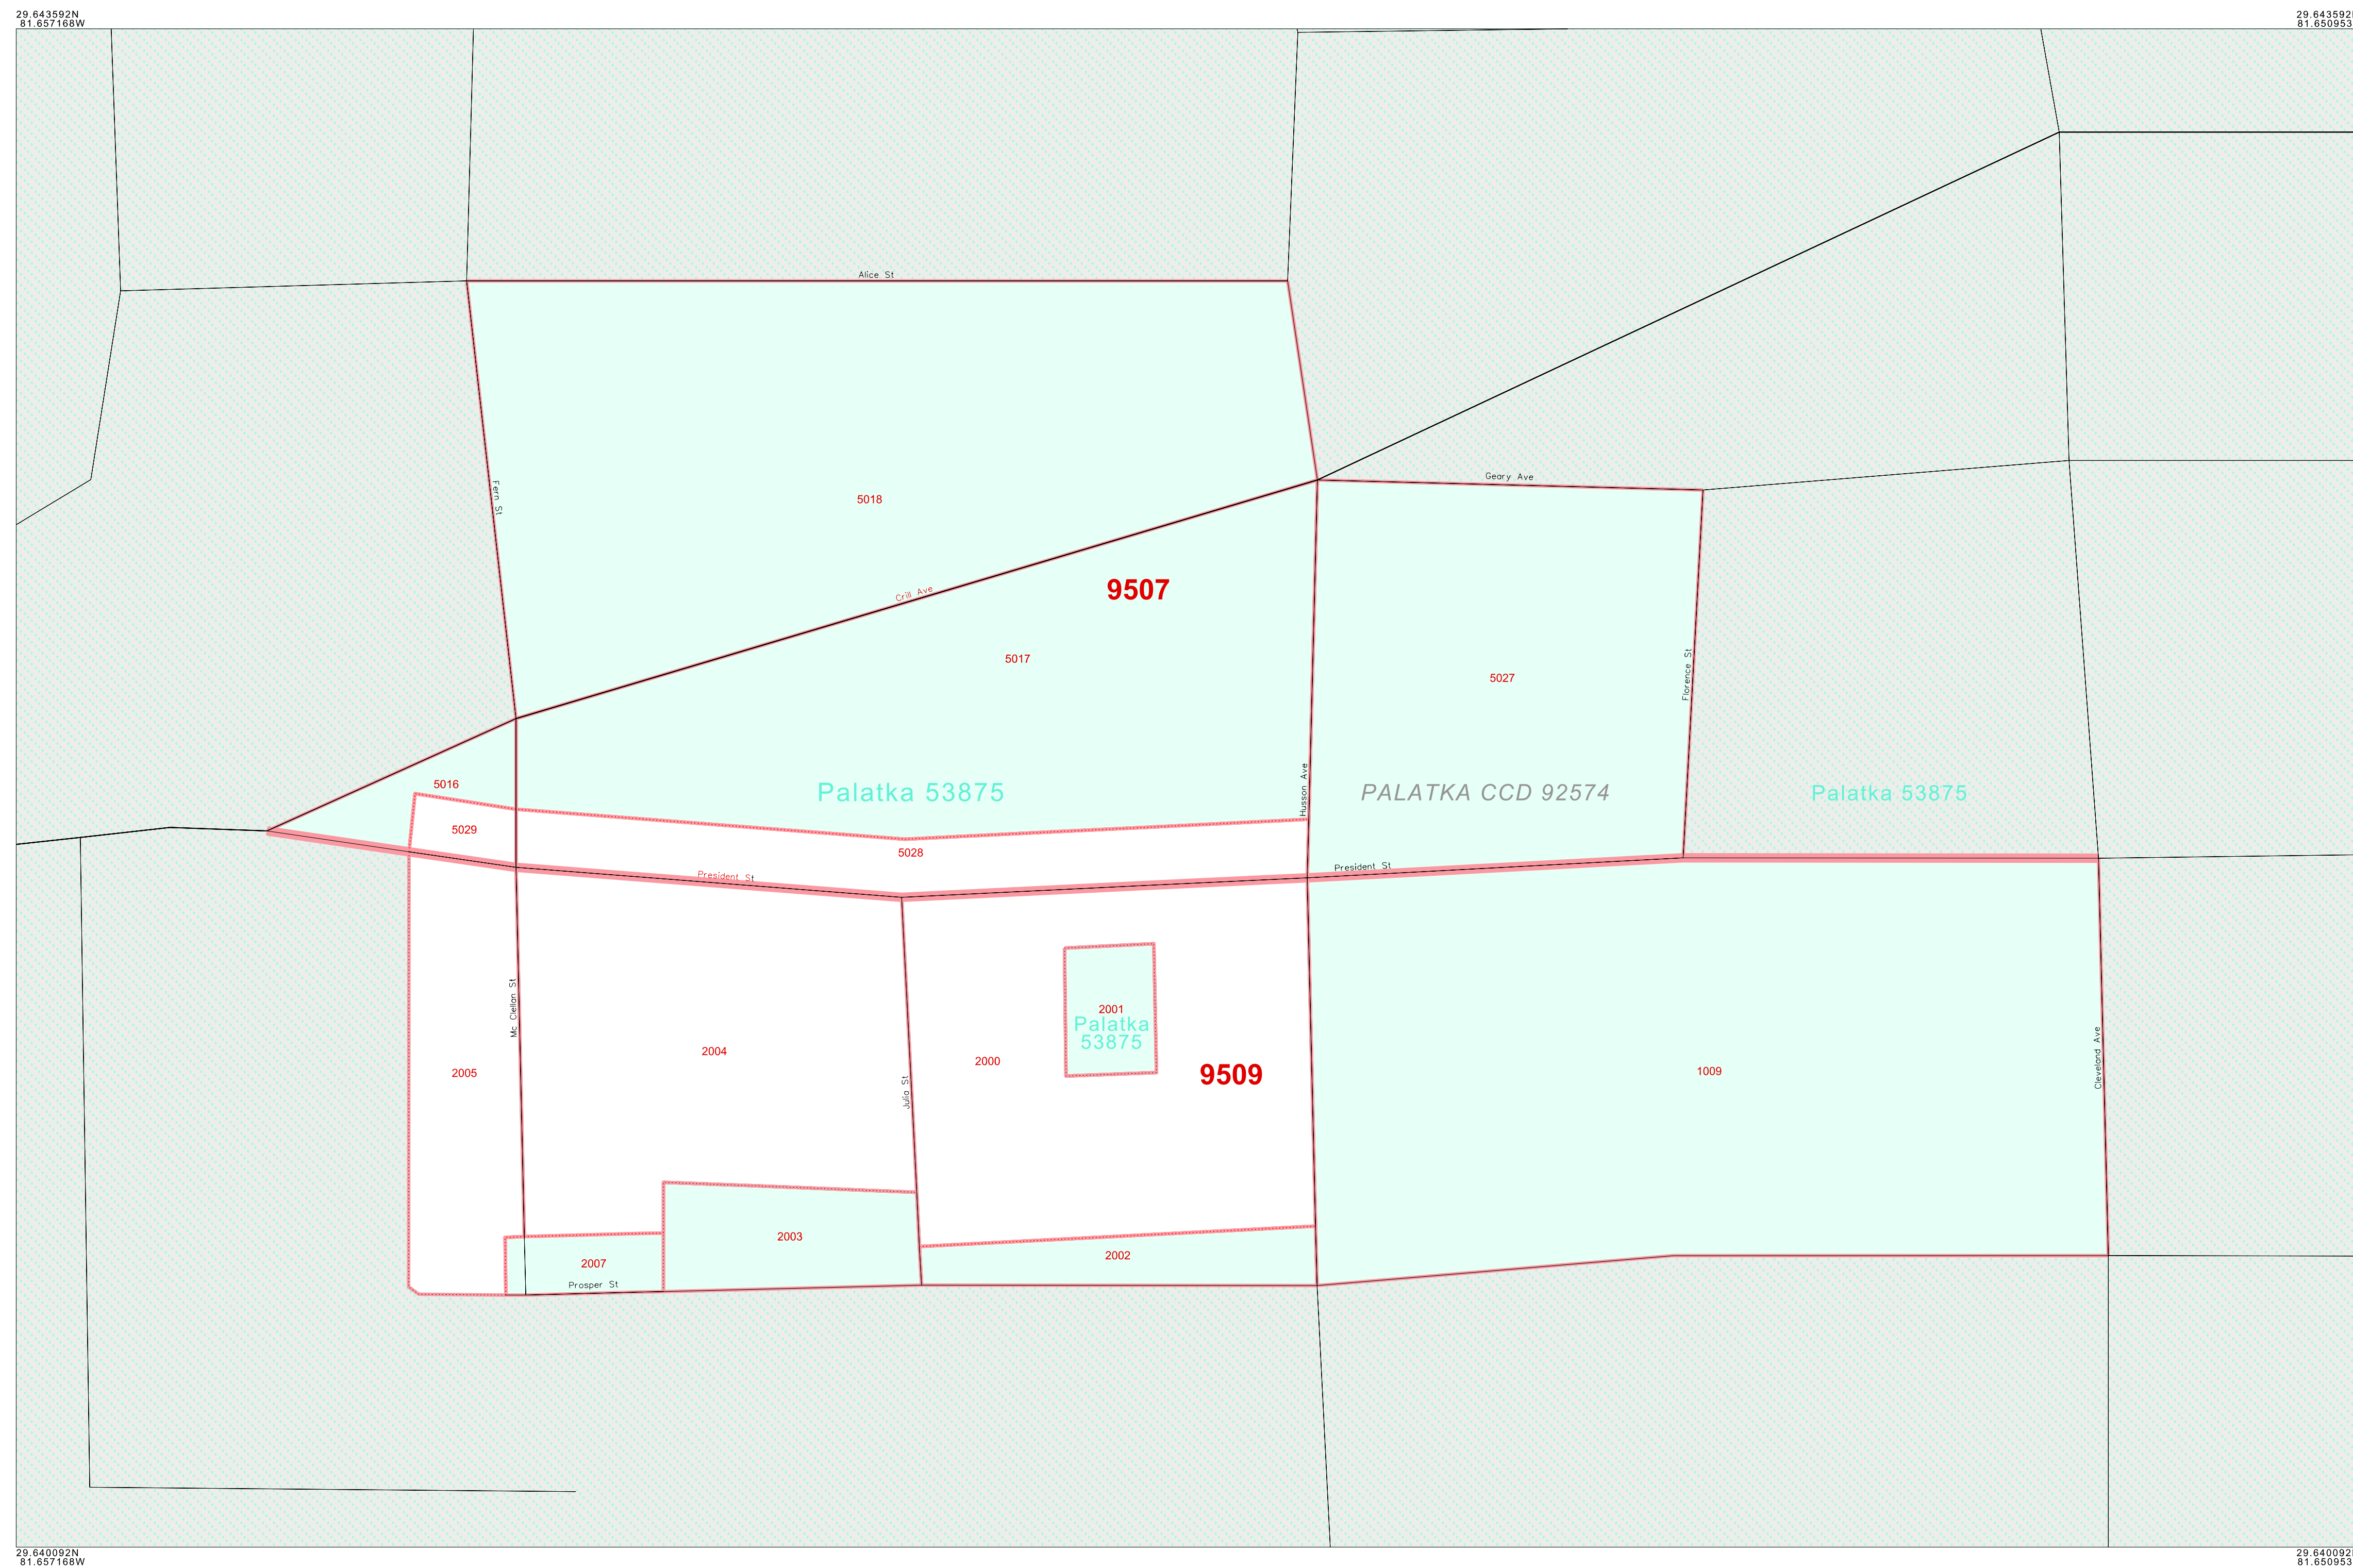 29.643592N
81.657168W
29.643592N
81.650953
Alice St
Fern St
5018
Geary Ave
Crill Ave
9507
5017
5027
Florence St
5016
Palatka 53875
Husson Ave
PALATKA CCD 92574
Palatka 53875
5029
5028
President St
President St
Mc Clellan St
2001
Palatka
53875
2004
2000
2005
Julia St
9509
1009
Cleveland Ave
2003
2002
2007
Prosper St
29.640092N
81.657168W
29.640092
81.650953